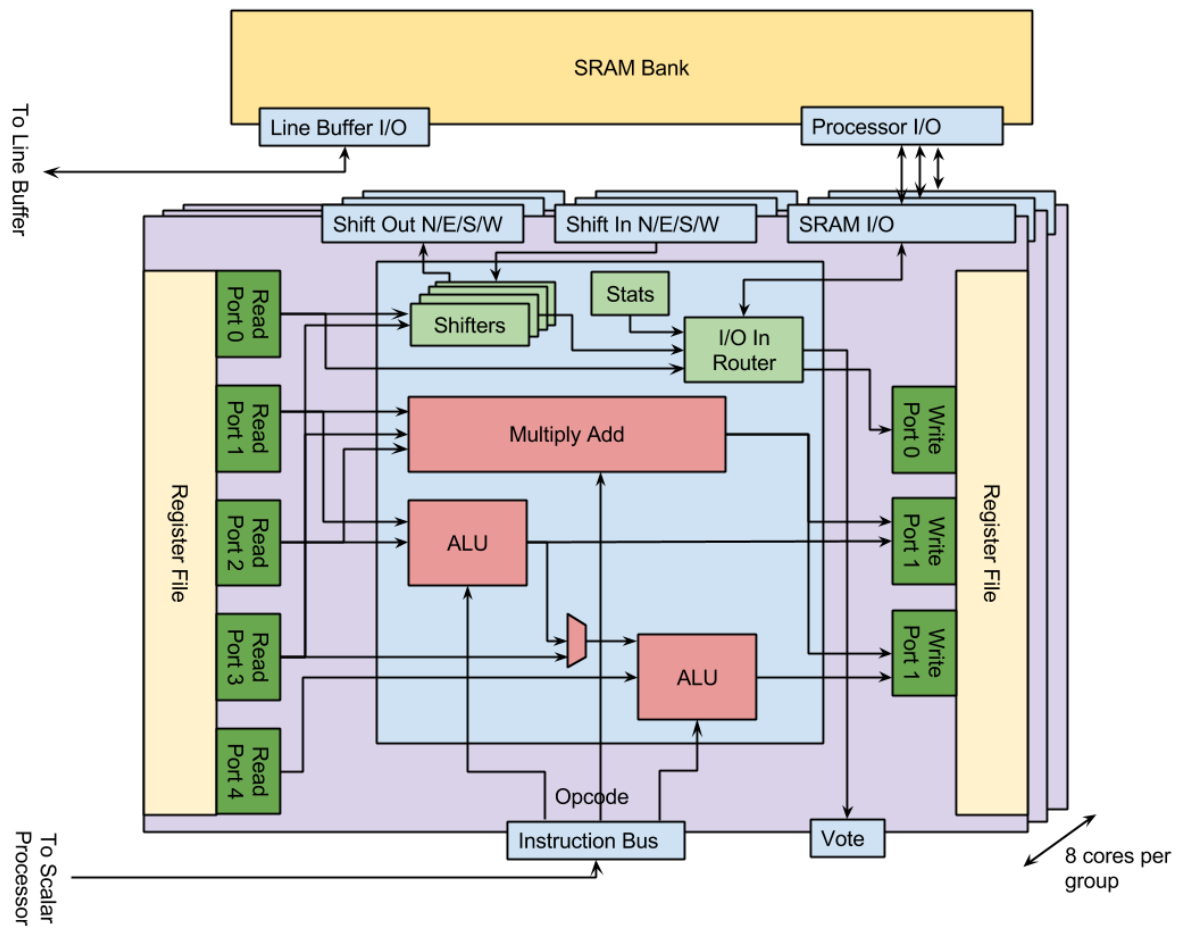 SRAM Bank
Line Buffer I/O
Processor I/O
To Line Buffer
Shift Out N/E/S/W
Shift In N/E/S/W
SRAM I/O
Read
Port 0
Shifters
Stats
I/O In
Router
Read
Port 1
Multiply Add
Write
Port 0
Register File
Read
Port 2
ALU
Write
Port 1
Register File
Read
Port 3
ALU
Write
Port 1
Read
Port 4
Opcode
Instruction Bus
Vote
To Scalar
Processor
8 cores per
group